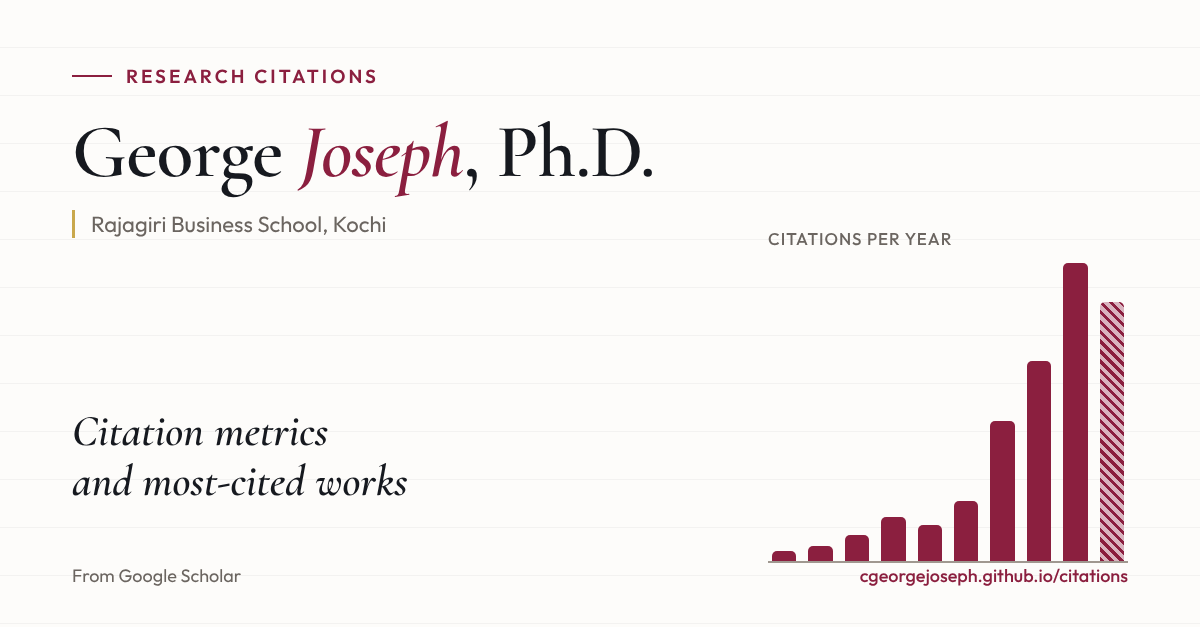 RESEARCH CITATIONS
George Joseph, Ph.D.
Rajagiri Business School, Kochi
CITATIONS PER YEAR
Citation metrics
and most-cited works
From Google Scholar
cgeorgejoseph.github.io/citations